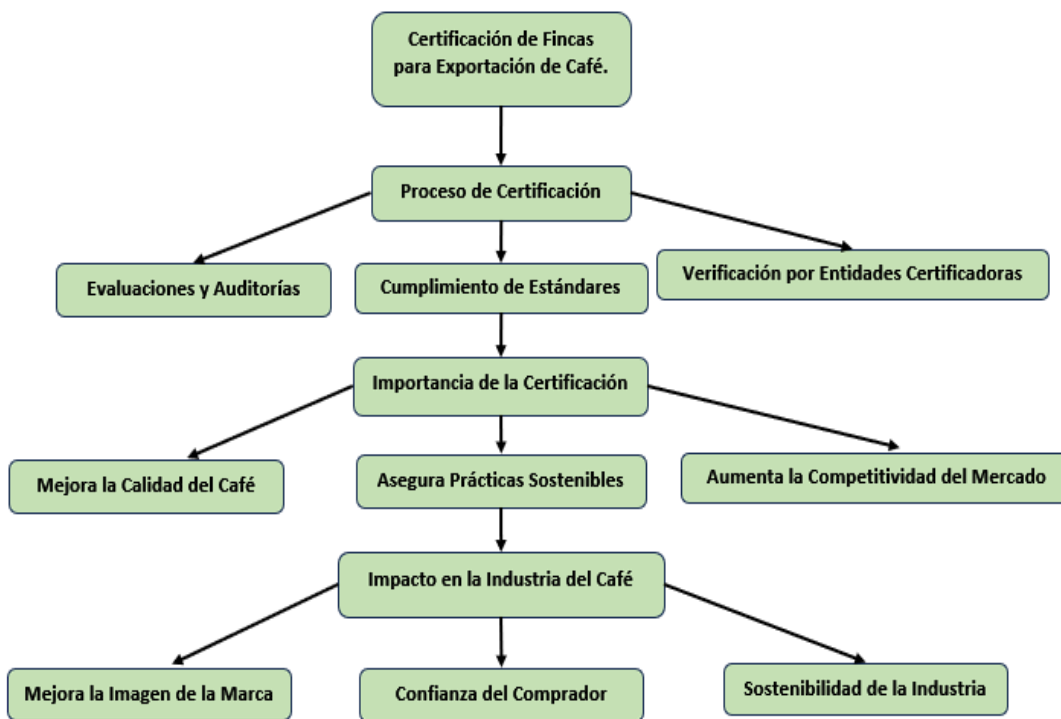 Certificación de Fincas
para Exportación de Café.
Proceso de Certificación
Evaluaciones y Auditorías
Cumplimiento de Estándares
Verificación por Entidades Certificadoras
Importancia de la Certificación
Mejora la Calidad del Café
Asegura Prácticas Sostenibles
Aumenta la Competitividad del Mercado
Impacto en la Industria del Café
Mejora la Imagen de la Marca
Confianza del Comprador
Sostenibilidad de la Industria